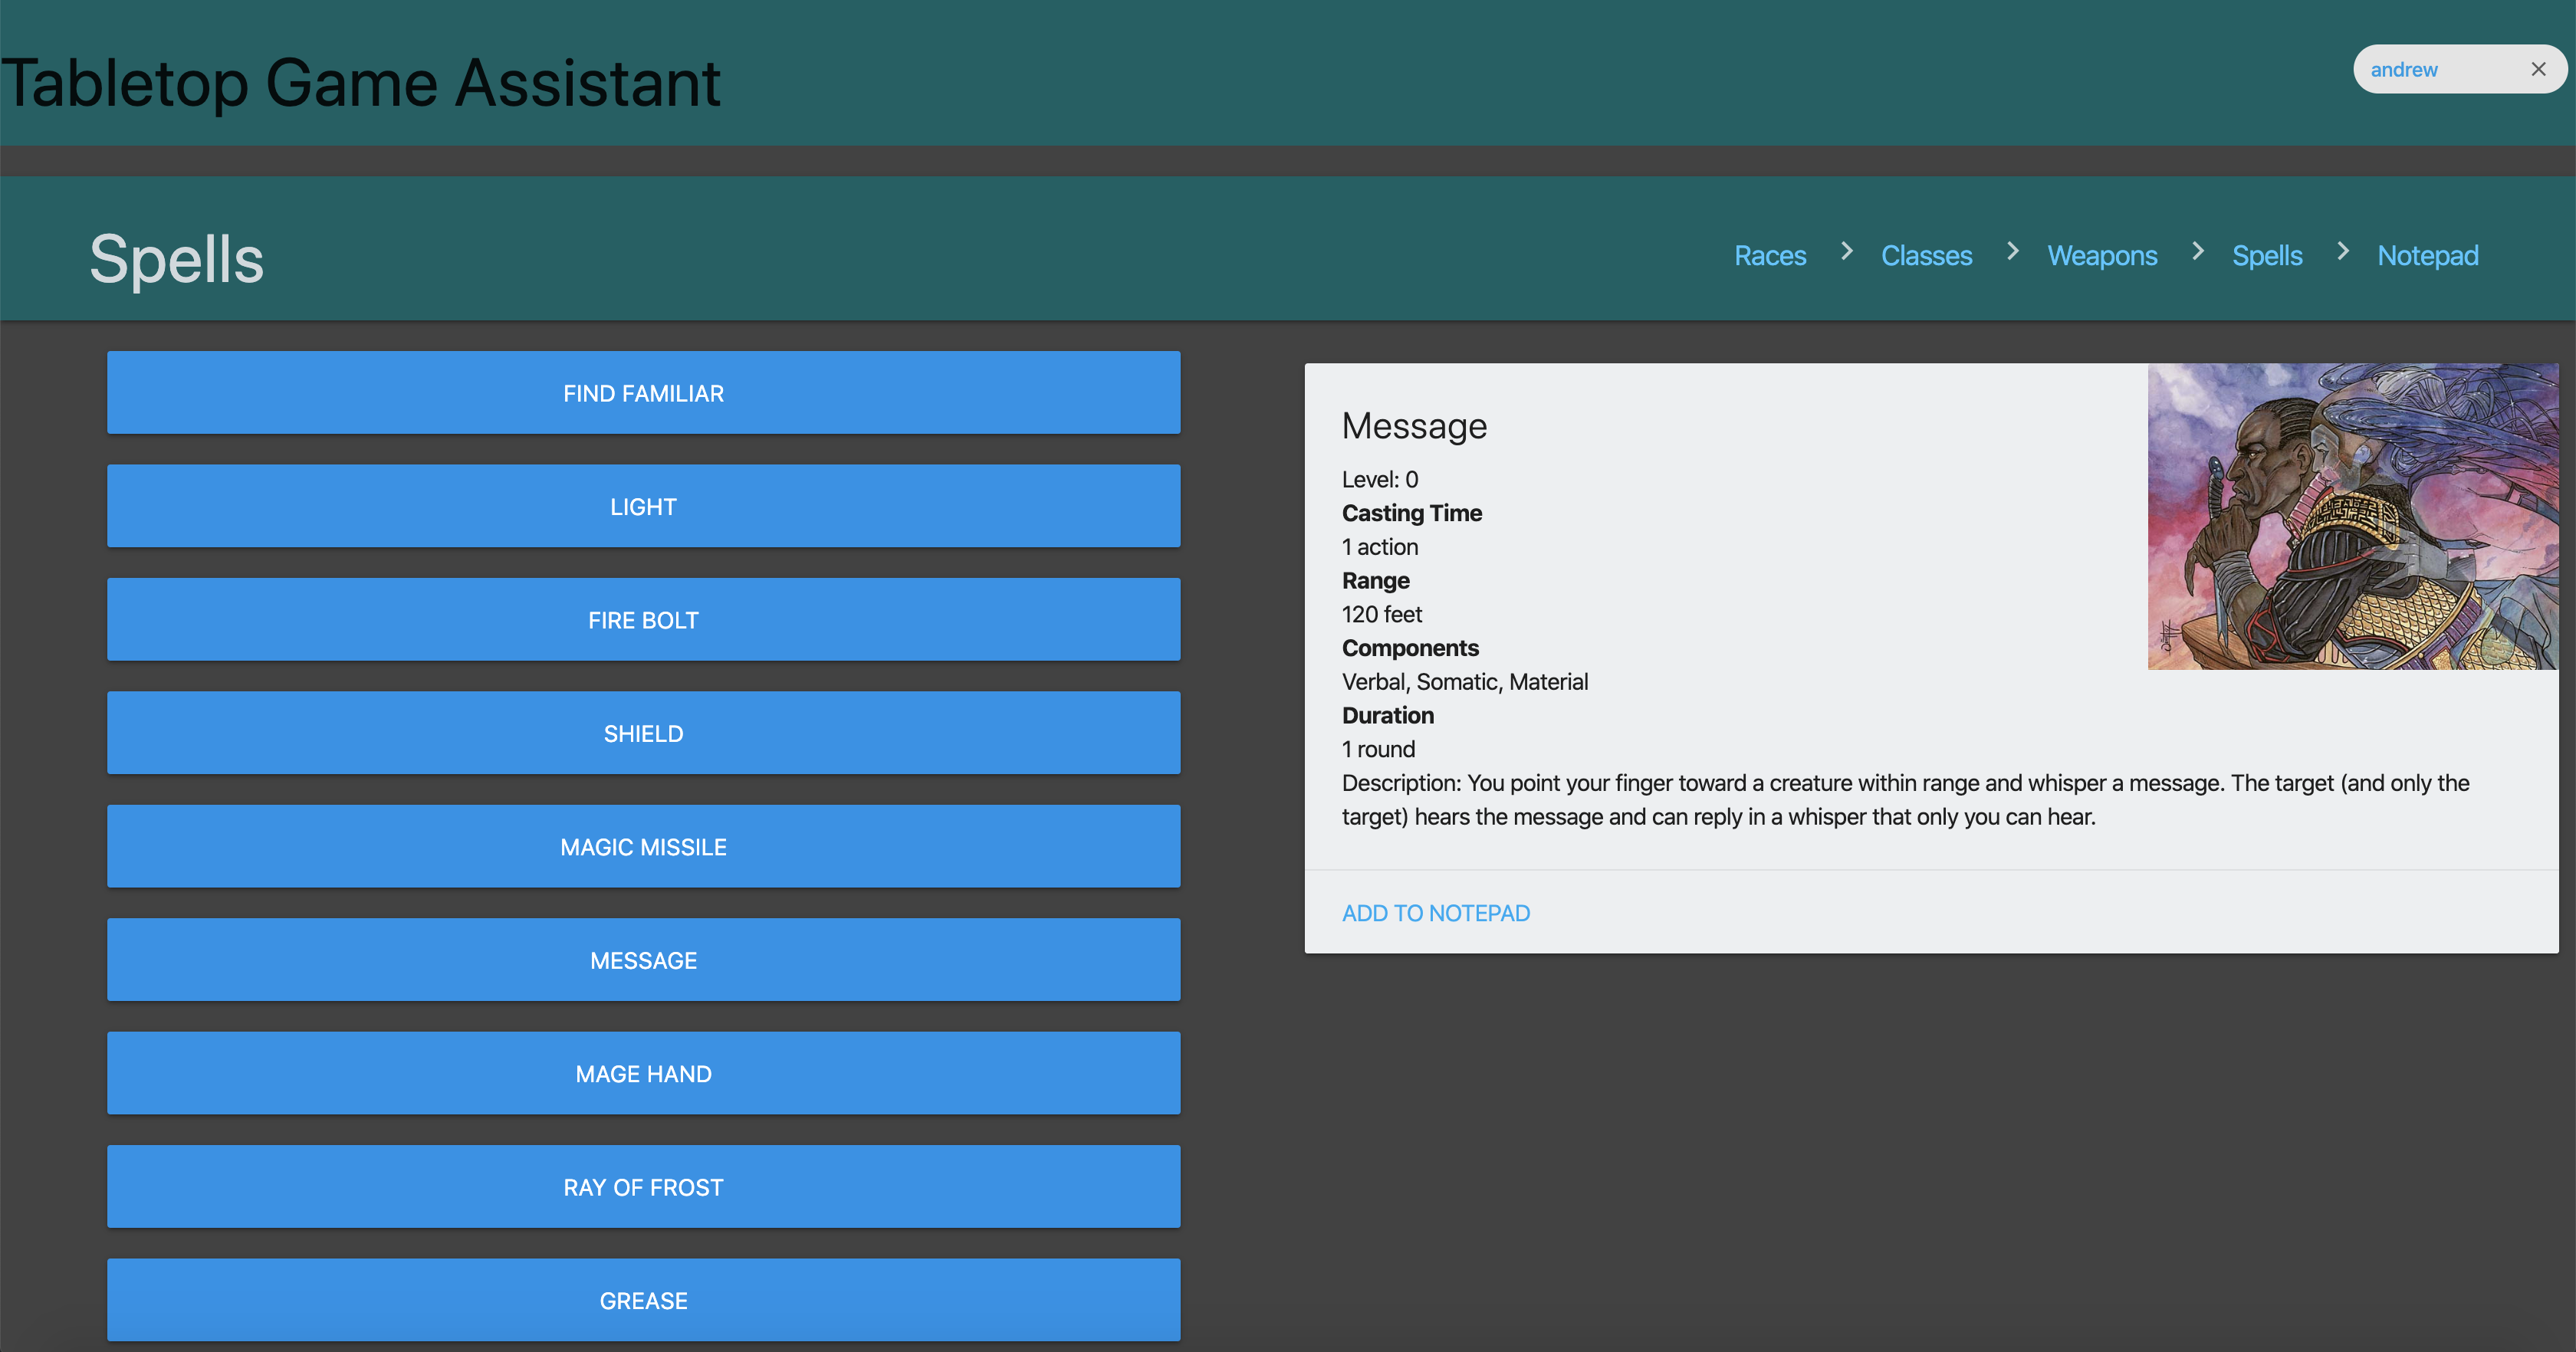 Tabletop Game Assistant
andrew
Spells
Races
Classes
Weapons
Spells
Notepad
FIND FAMILIAR
LIGHT
FIRE BOLT
SHIELD
MAGIC MISSILE
MESSAGE
MAGE HAND
RAY OF FROST
GREASE
Message
Level: 0
Casting Time
1 action
Range
120 feet
Components
Verbal, Somatic, Material
Duration
1 round
Description: You point your finger toward a creature within range and whisper a message. The target (and only the
target) hears the message and can reply in a whisper that only you can hear.
ADD TO NOTEPAD